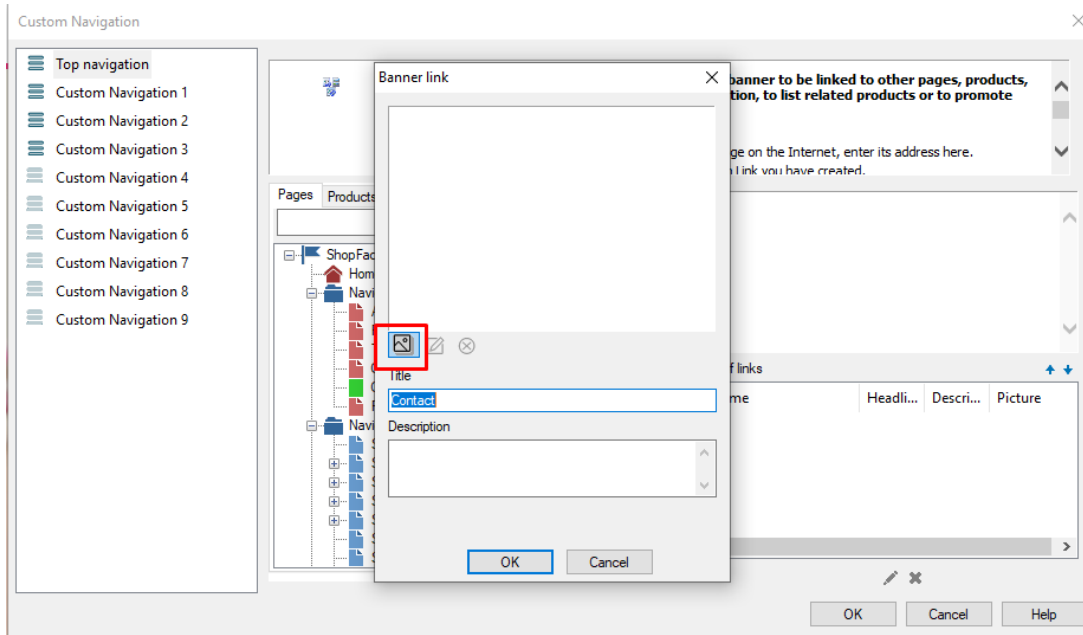 Custom Navigation
Top navigation
Custom Navigation 1
Custom Navigation 2
Custom Navigation 3
Custom Navigation 4
Custom Navigation 5
Custom Navigation 6
Custom Navigation 7
Custom Navigation 8
Custom Navigation 9
banner to be linked to other pages, products,
tion, to list related products or to promote
ge on the Internet, enter its address here.
Link you have created.
Pages Products
ShopFac
Hom
Navi
Navi
Banner link
Title
Contact
Description
OK Cancel
f links
me Headli... Descri... Picture
OK Cancel Help